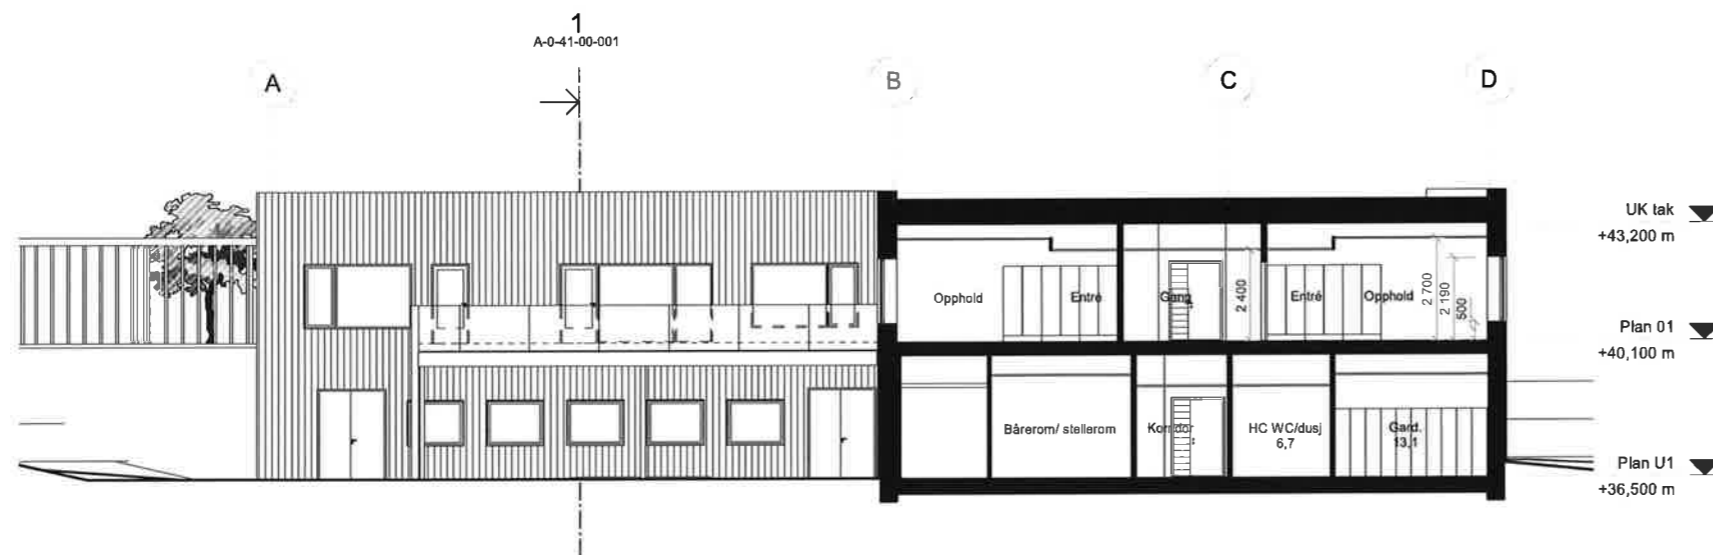 1
A-0-41-00-001
A
B
C
D
UK tak
+43,200 m
Opphold
Entré
Gang
2 400
Entré
Opphold
2 700
2 190
500
Plan 01
+40,100 m
Bårerom/ stellerom
Korridor
HC WC/dusj
6,7
Gard.
13,1
Plan U1
+36,500 m